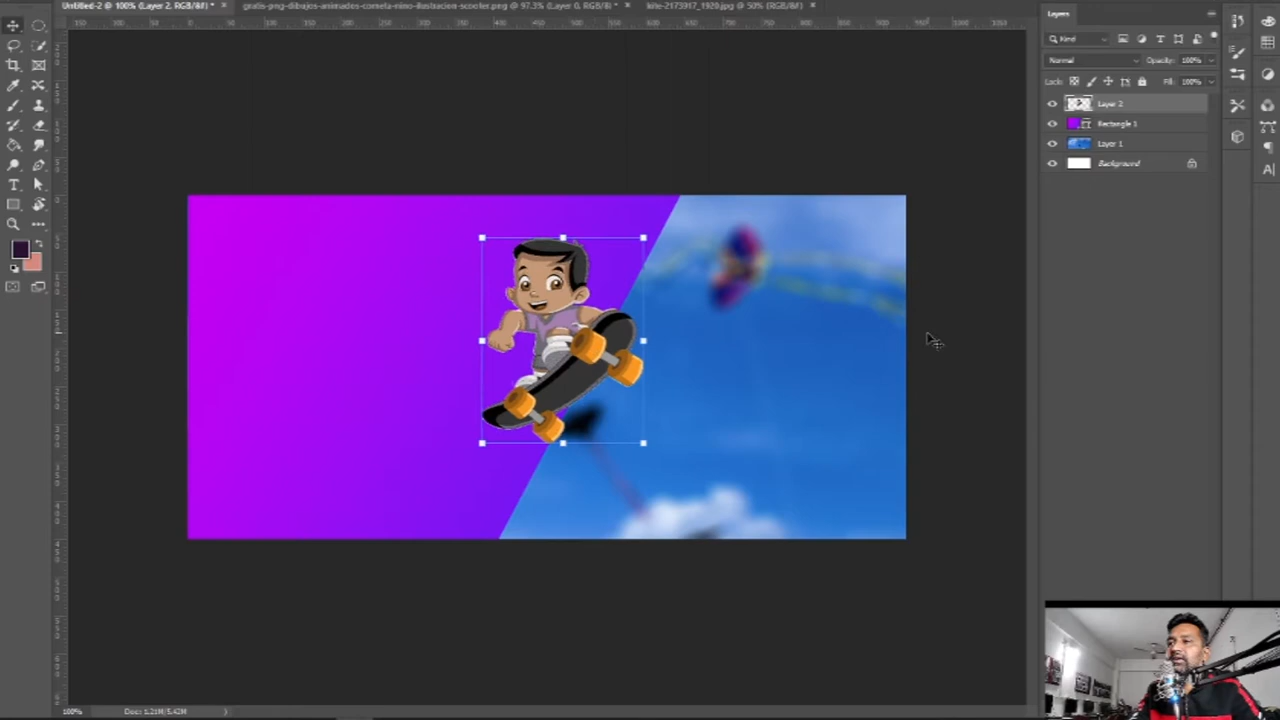 Untitled-2 @ 100% (Layer 2, RGB/8#) * ×
gratis-png-dibujos-animados-cometa-nino-ilustracion-scooter.png @ 97.3% (Layer 0, RGB/8) * ×
kite-2173917_1920.jpg @ 50% (RGB/8#) ×
Layers
Kind
Normal Opacity: 100%
Lock: Fill: 100%
Layer 2
Rectangle 1
Layer 1
Background
100% Doc: 1.21M/5.42M